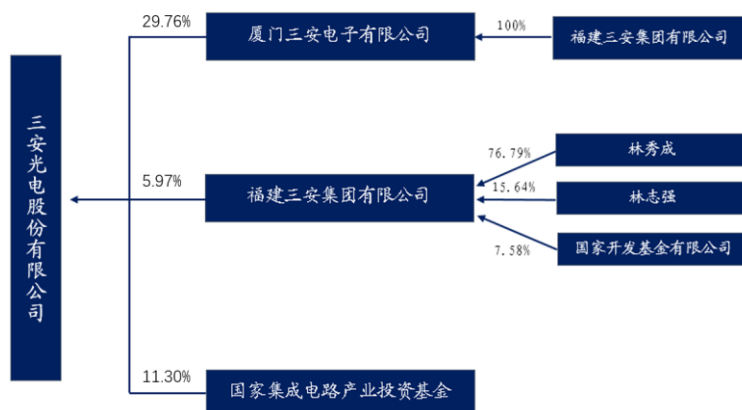 三安光电股份有限公司
29.76%
厦门三安电子有限公司
100%
福建三安集团有限公司
5.97%
福建三安集团有限公司
76.79%
林秀成
15.64%
林志强
7.58%
国家开发基金有限公司
11.30%
国家集成电路产业投资基金